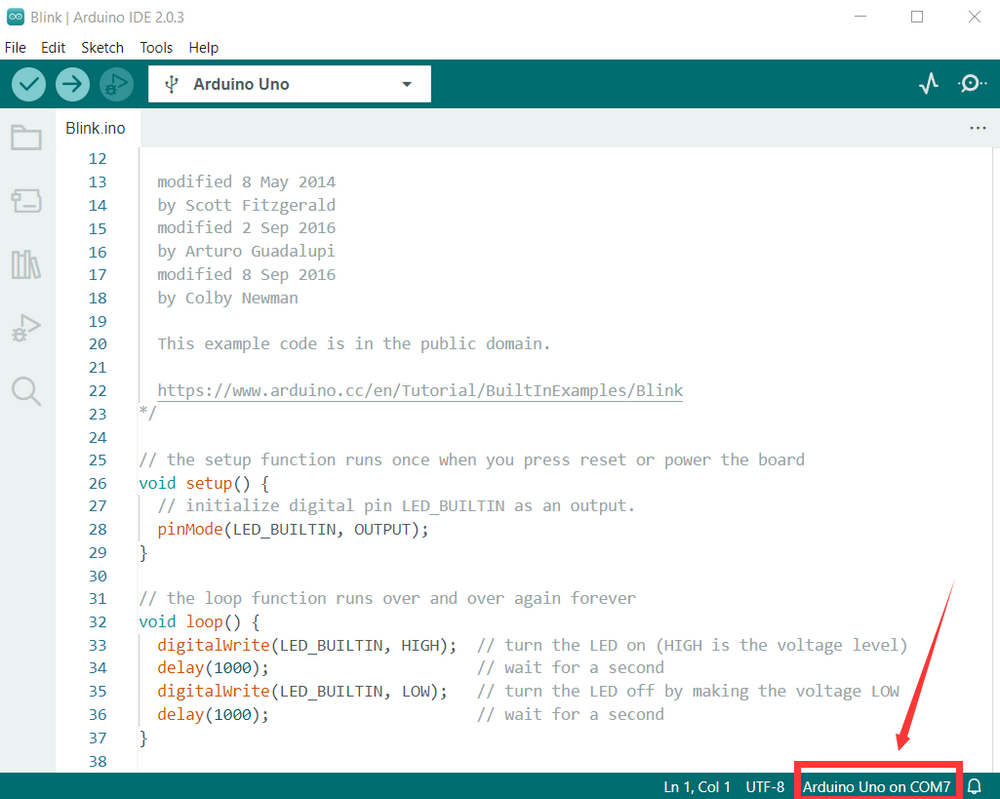 Blink | Arduino IDE 2.0.3
File Edit Sketch Tools Help
Arduino Uno
Blink.ino
12
13 modified 8 May 2014
14 by Scott Fitzgerald
15 modified 2 Sep 2016
16 by Arturo Guadalupi
17 modified 8 Sep 2016
18 by Colby Newman
19
20 This example code is in the public domain.
21
22 https://www.arduino.cc/en/Tutorial/BuiltInExamples/Blink
23 */
24
25 // the setup function runs once when you press reset or power the board
26 void setup() {
27 // initialize digital pin LED_BUILTIN as an output.
28 pinMode(LED_BUILTIN, OUTPUT);
29 }
30
31 // the loop function runs over and over again forever
32 void loop() {
33 digitalWrite(LED_BUILTIN, HIGH); // turn the LED on (HIGH is the voltage level)
34 delay(1000); // wait for a second
35 digitalWrite(LED_BUILTIN, LOW); // turn the LED off by making the voltage LOW
36 delay(1000); // wait for a second
37 }
38
Ln 1, Col 1 UTF-8 Arduino Uno on COM7